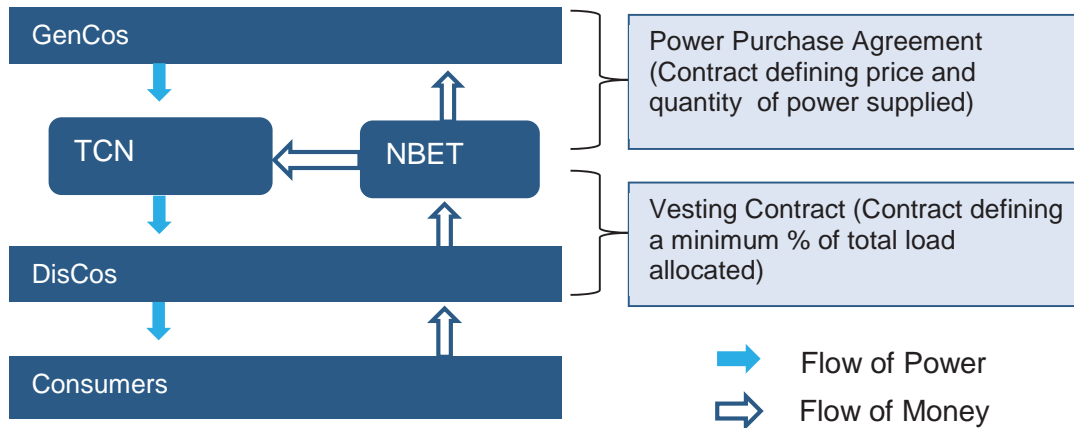 GenCos
Power Purchase Agreement
(Contract defining price and
quantity of power supplied)
TCN
NBET
Vesting Contract (Contract defining
a minimum % of total load
allocated)
DisCos
Consumers
Flow of Power
Flow of Money